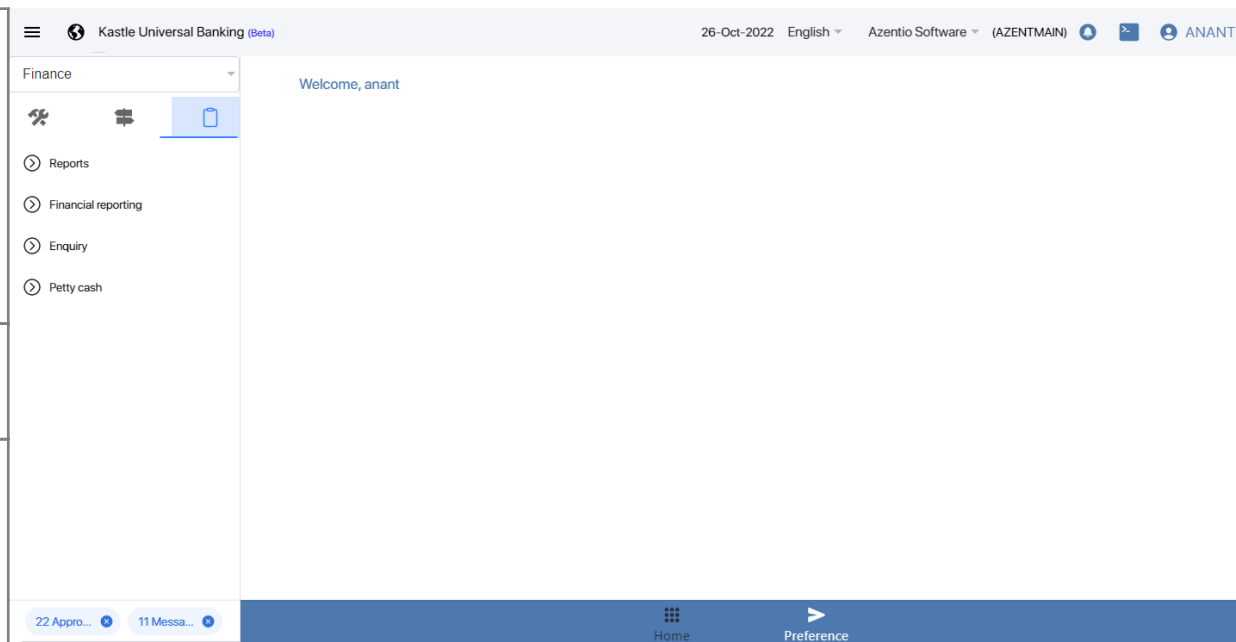 Kastle Universal Banking (Beta) 26-Oct-2022 English Azentio Software (AZENTMAIN) ANANT
Finance
Welcome, anant
Reports
Financial reporting
Enquiry
Petty cash
22 Appro... 11 Messa...
Home Preference